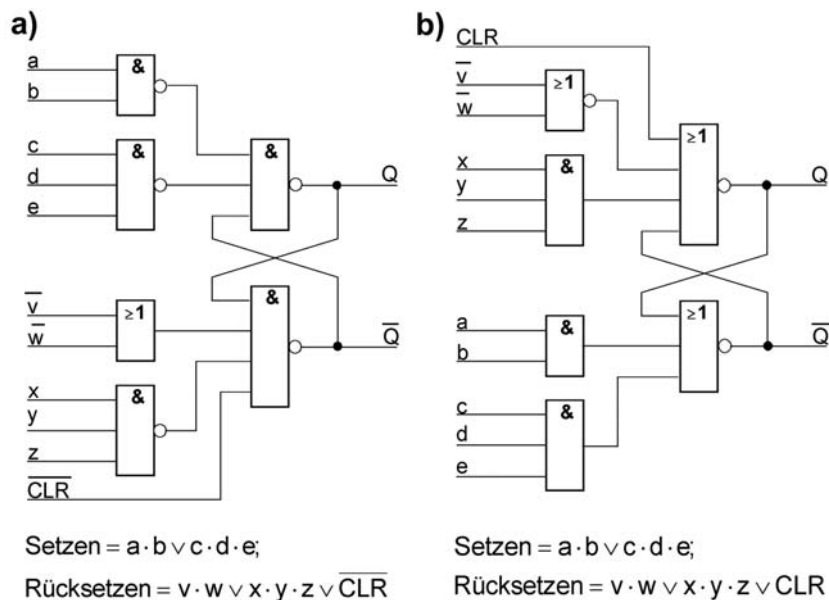 a)
a
&
b
c
&
d
e
&
Q
v̅
≥1
w̅
&
Q̅
x
&
y
z
C̅L̅R̅
Setzen = a · b ∨ c · d · e;
Rücksetzen = v · w ∨ x · y · z ∨ C̅L̅R̅
b)
CLR
v̅
≥1
w̅
≥1
x
&
y
z
Q
a
&
b
≥1
Q̅
c
&
d
e
Setzen = a · b ∨ c · d · e;
Rücksetzen = v · w ∨ x · y · z ∨ CLR